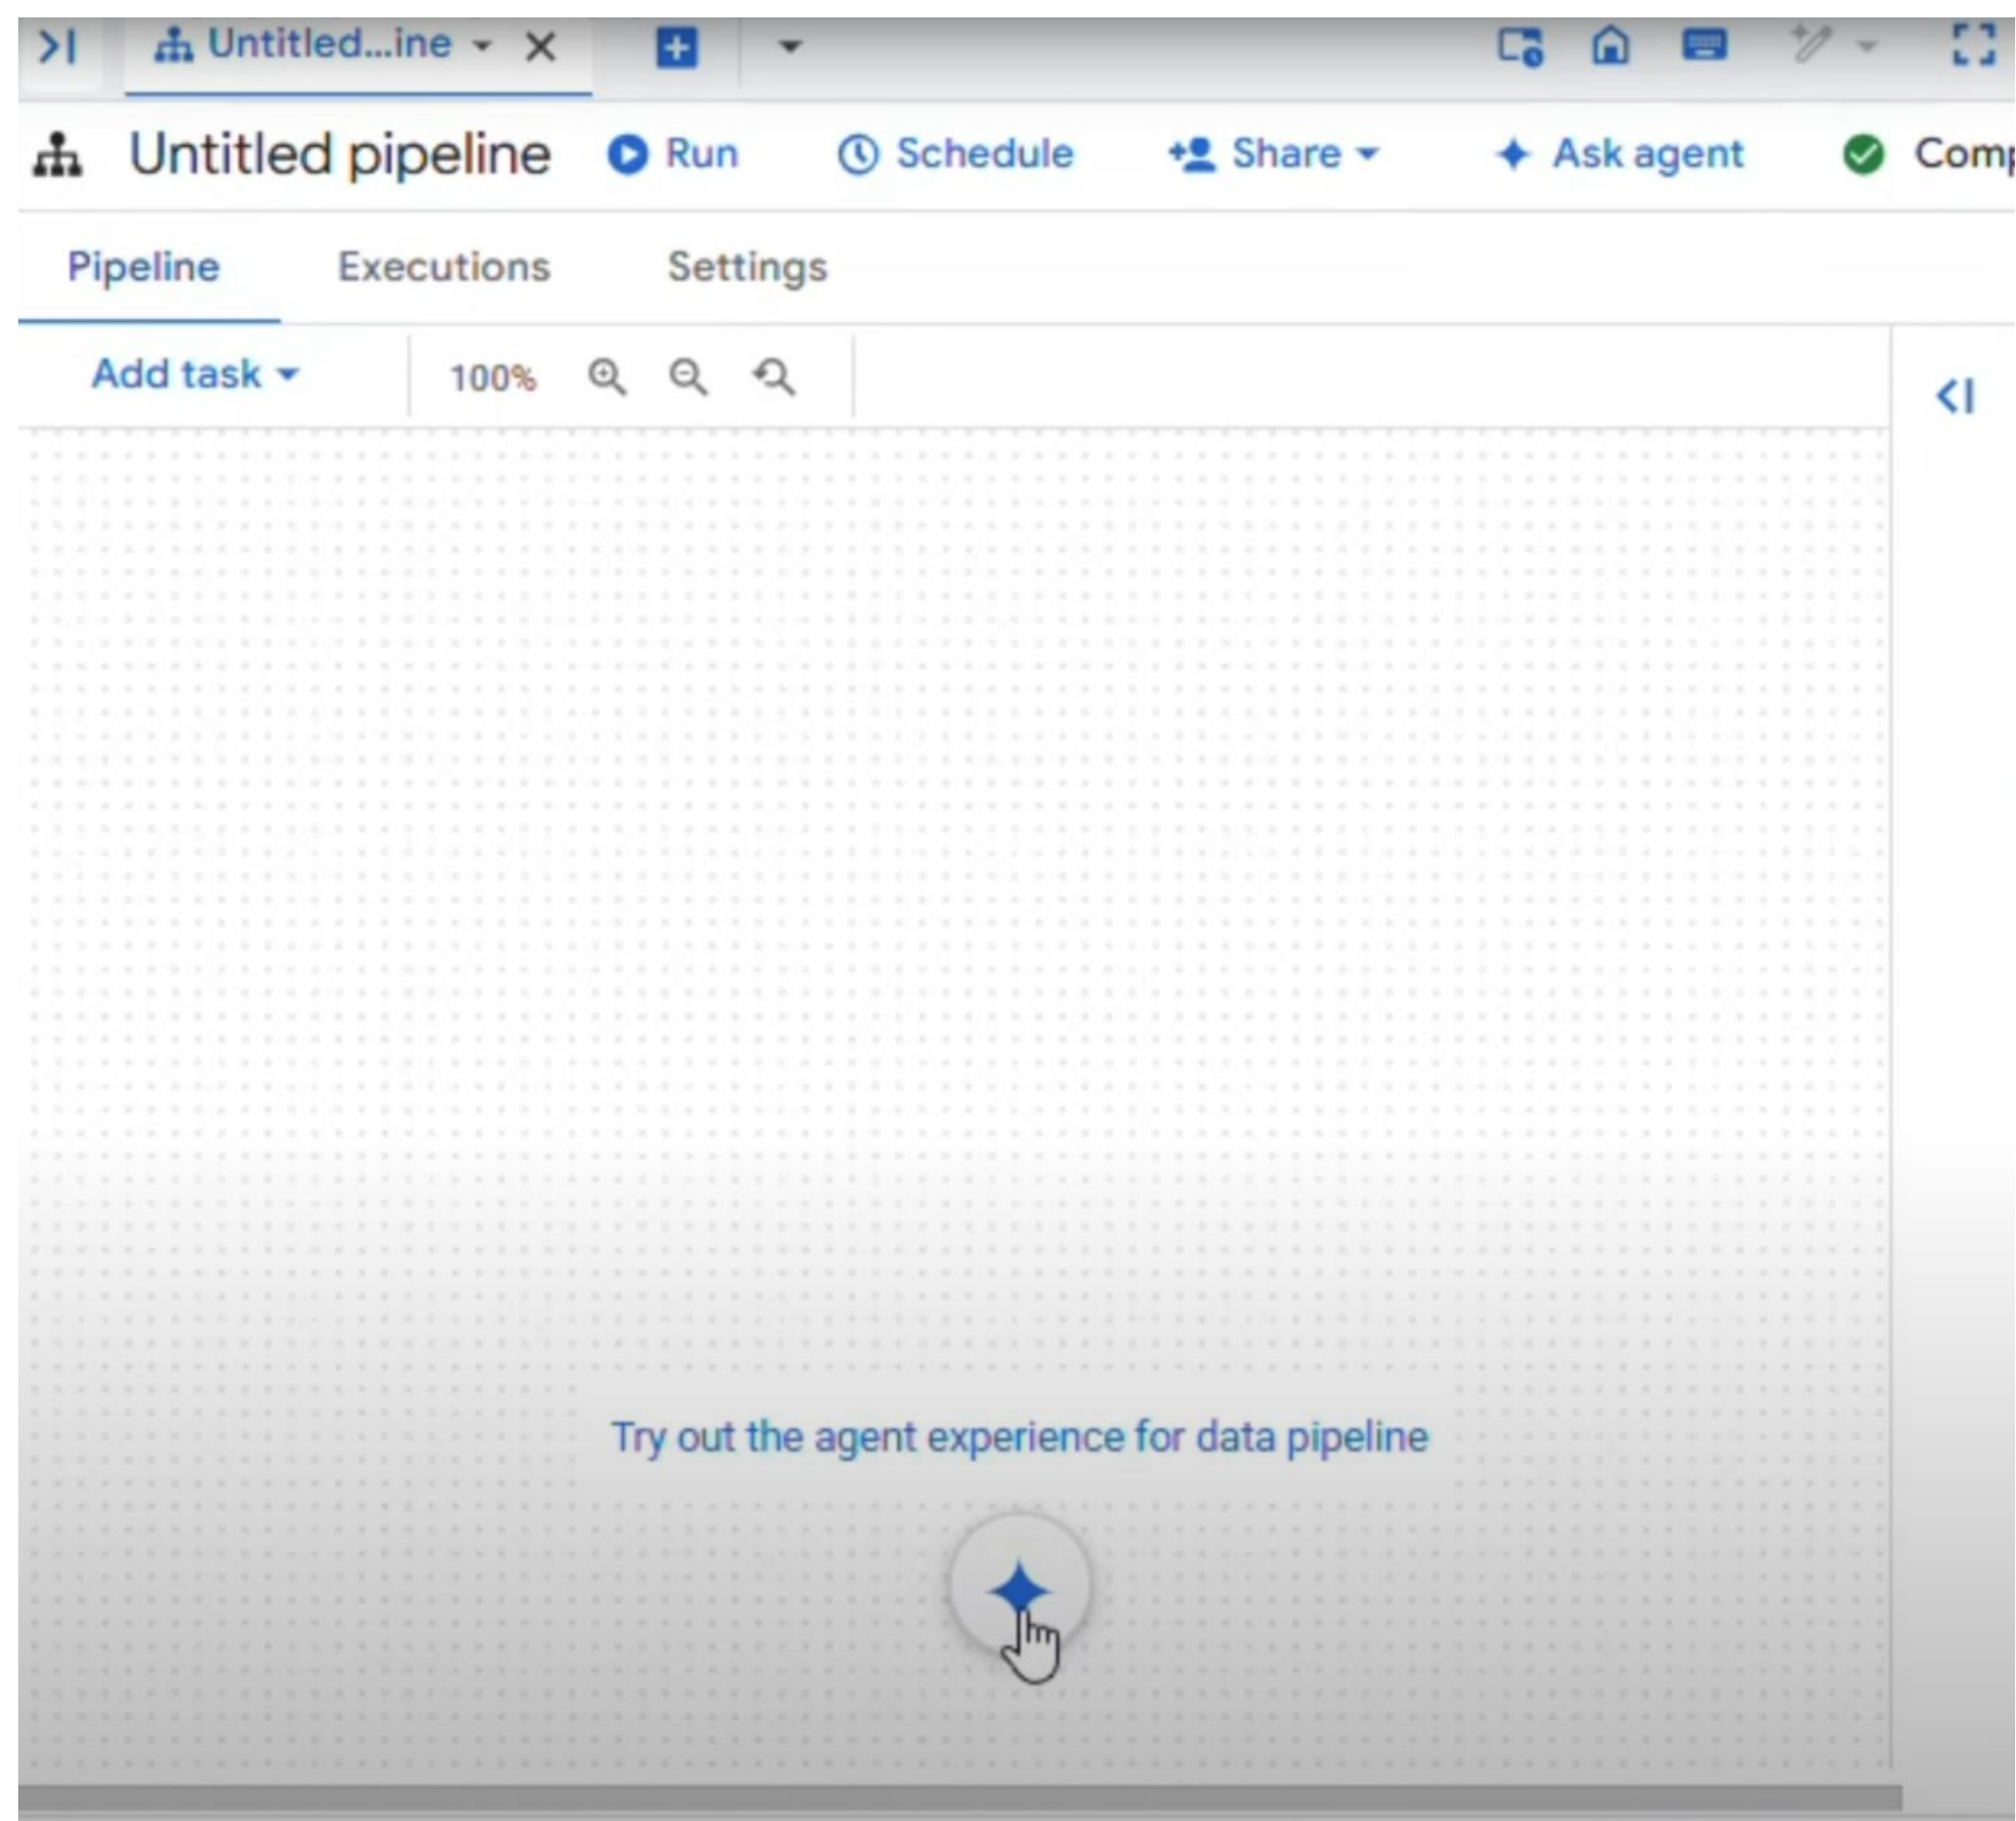 Untitled...ine
Untitled pipeline Run Schedule Share Ask agent
Pipeline Executions Settings
Add task 100%
Try out the agent experience for data pipeline